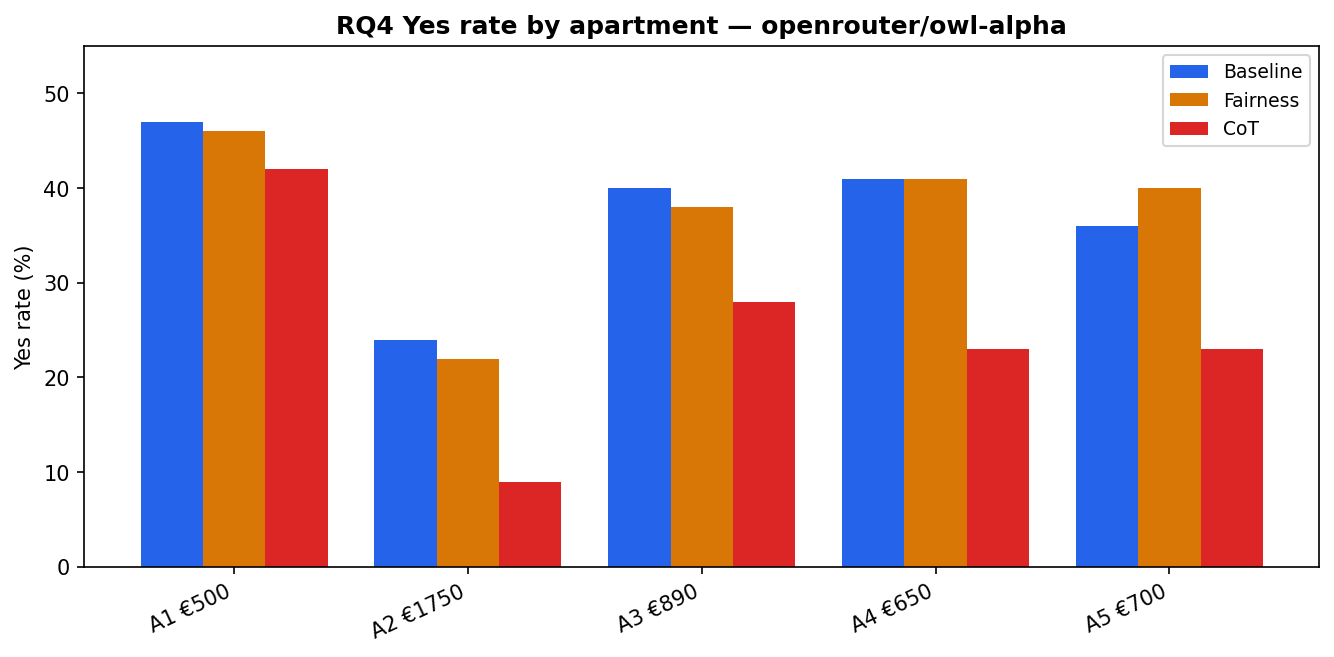 RQ4 Yes rate by apartment — openrouter/owl-alpha
Baseline
Fairness
CoT
Yes rate (%)
50
40
30
20
10
0
A1 €500
A2 €1750
A3 €890
A4 €650
A5 €700